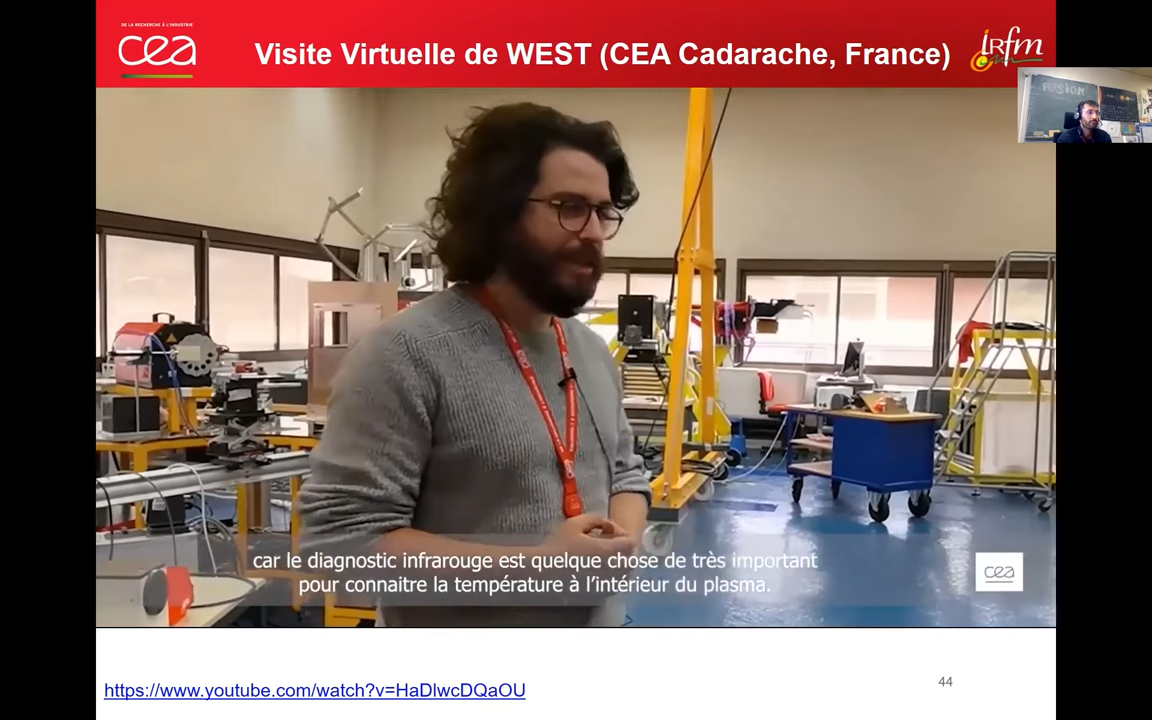 DE LA RECHERCHE À L'INDUSTRIE
cea
Visite Virtuelle de WEST (CEA Cadarache, France)
irfm
FUSION
cea
car le diagnostic infrarouge est quelque chose de très important
pour connaitre la température à l'intérieur du plasma.
cea
https://www.youtube.com/watch?v=HaDlwcDQaOU
44